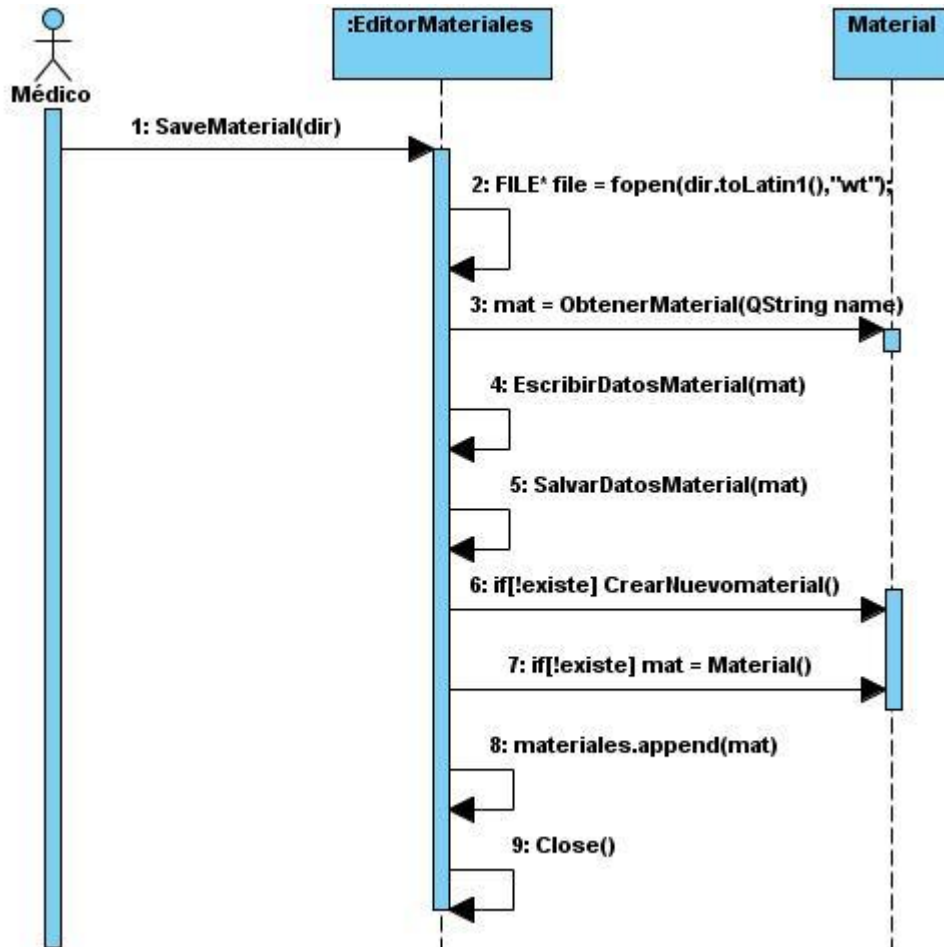 :EditorMateriales
Material
Médico
1: SaveMaterial(dir)
2: FILE* file = fopen(dir.toLatin1(),"wt");
3: mat = ObtenerMaterial(QString name)
4: EscribirDatosMaterial(mat)
5: SalvarDatosMaterial(mat)
6: if[!existe] CrearNuevomaterial()
7: if[!existe] mat = Material()
8: materiales.append(mat)
9: Close()